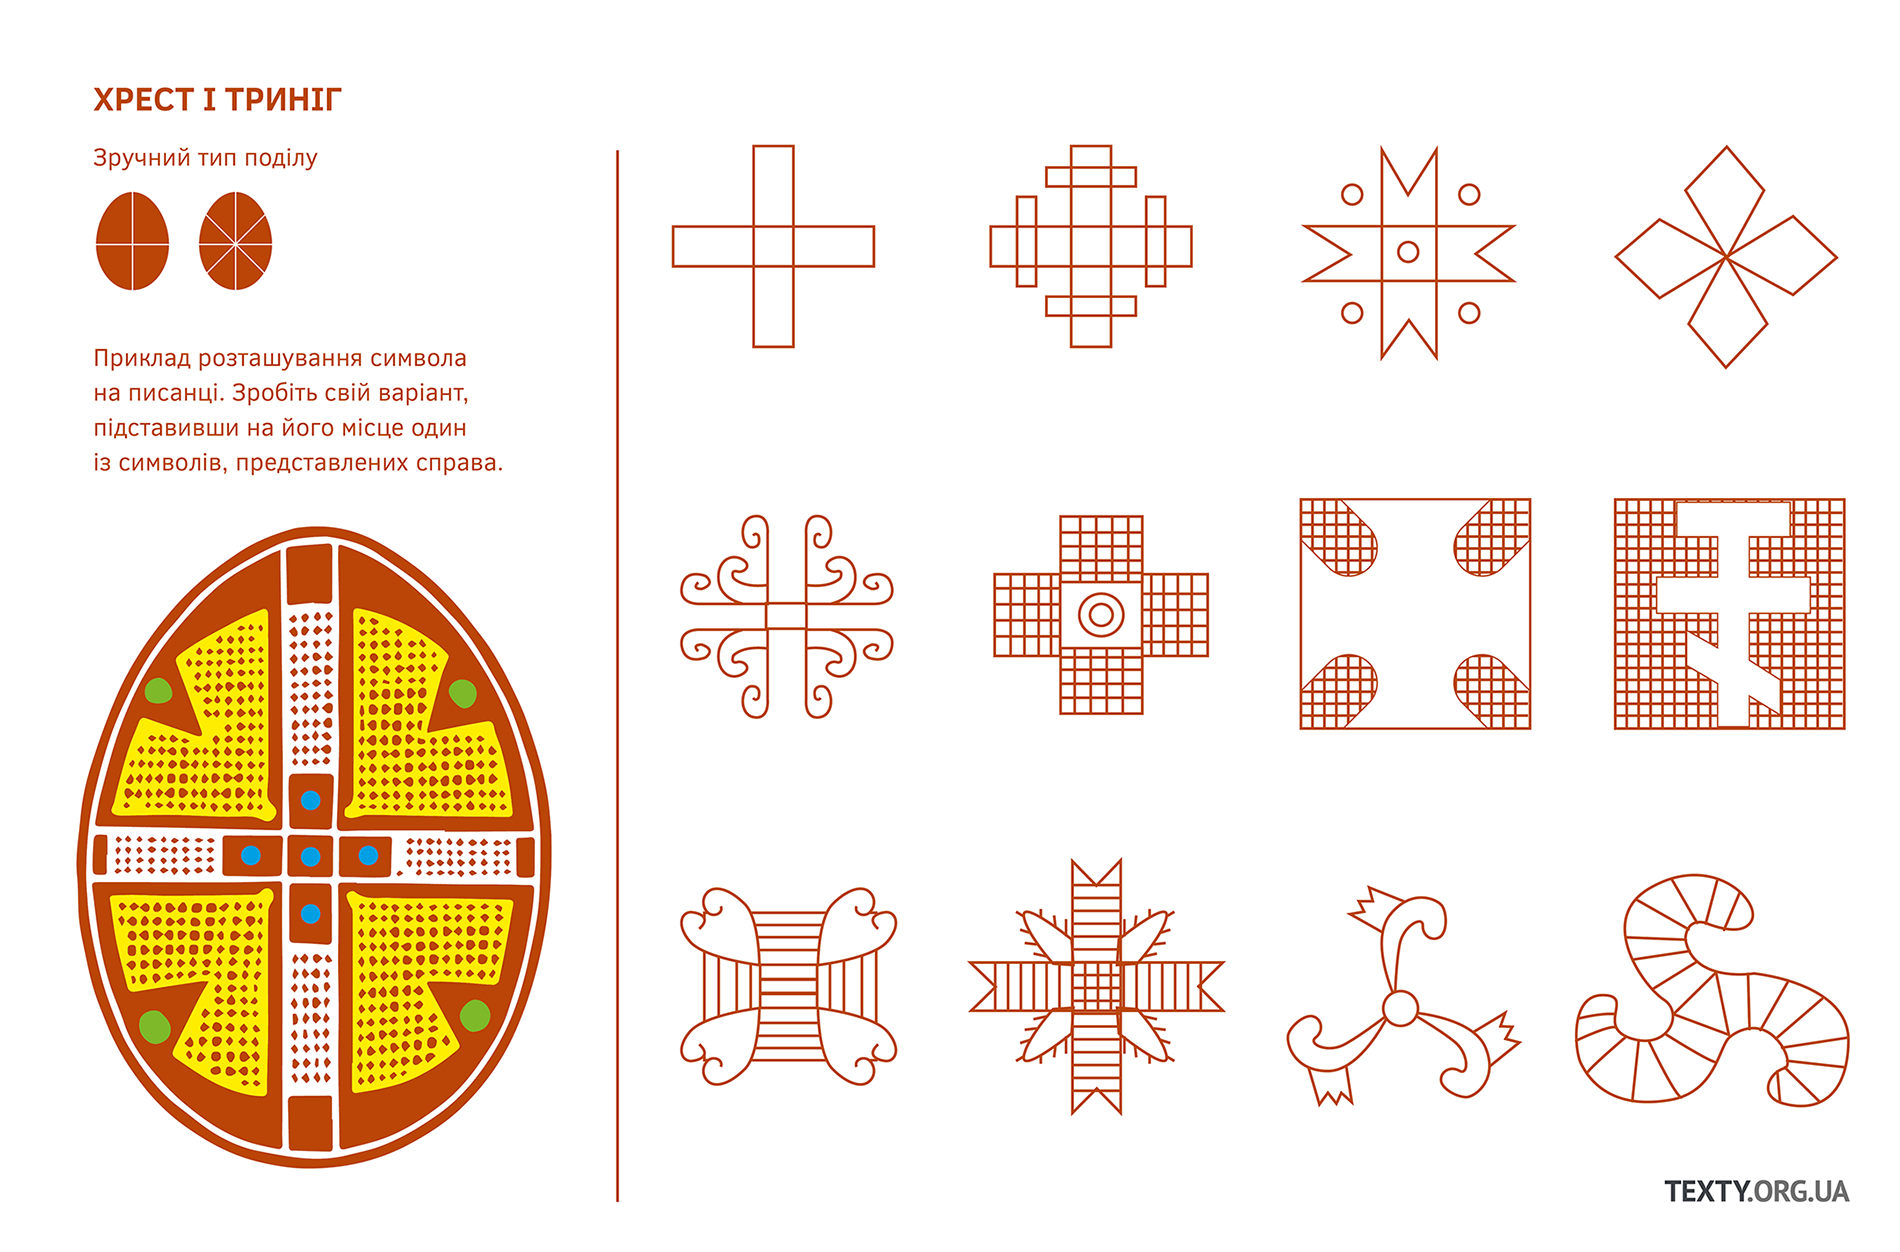 ХРЕСТ І ТРИНІГ
Зручний тип поділу
Приклад розташування символа
на писанці. Зробіть свій варіант,
підставивши на його місце один
із символів, представлених справа.
TEXTY.ORG.UA